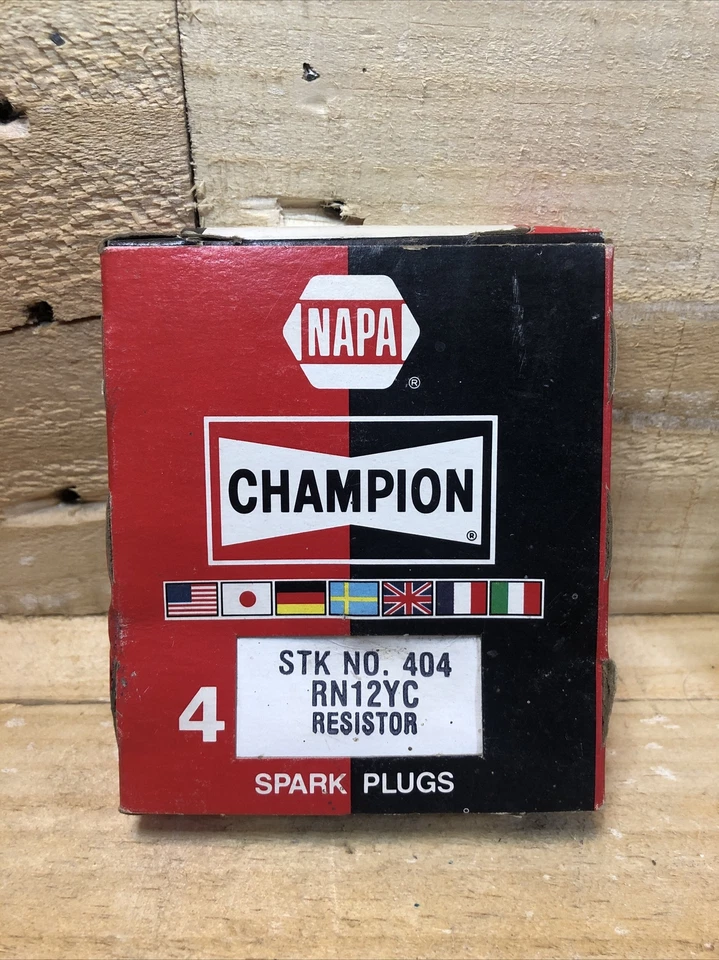 NAPA
®
CHAMPION
®
STK NO. 404
RN12YC
RESISTOR
4
SPARK PLUGS